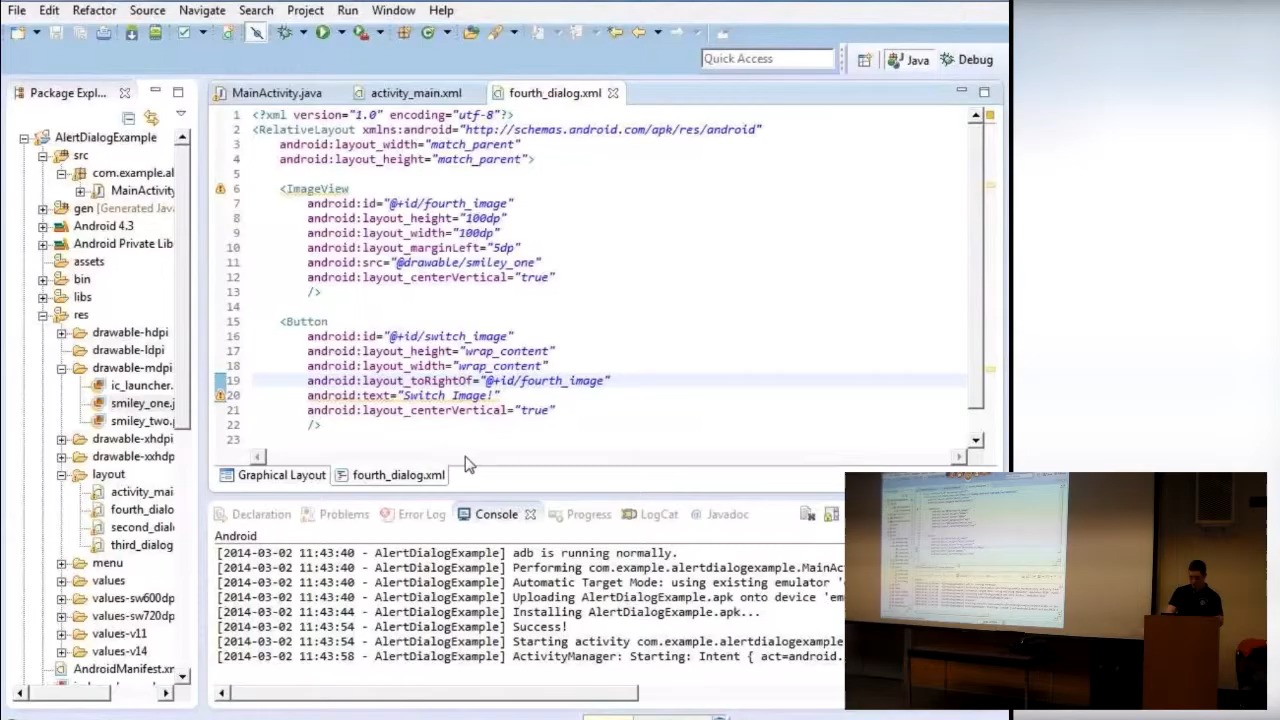 File Edit Refactor Source Navigate Search Project Run Window Help
Quick Access
Java
Debug
Package Expl...
MainActivity.java
activity_main.xml
fourth_dialog.xml
AlertDialogExample
src
com.example.al
MainActivity
gen [Generated Java
Android 4.3
Android Private Lib
assets
bin
libs
res
drawable-hdpi
drawable-ldpi
drawable-mdpi
ic_launcher.
smiley_one.j
smiley_two.
drawable-xhdpi
drawable-xxhdp
layout
activity_mai
fourth_dialo
second_dial
third_dialog
menu
values
values-sw600dp
values-sw720dp
values-v11
values-v14
AndroidManifest.xr
1 <?xml version="1.0" encoding="utf-8"?>
2 <RelativeLayout xmlns:android="http://schemas.android.com/apk/res/android"
3 android:layout_width="match_parent"
4 android:layout_height="match_parent">
5
6 <ImageView
7 android:id="@+id/fourth_image"
8 android:layout_height="100dp"
9 android:layout_width="100dp"
10 android:layout_marginLeft="5dp"
11 android:src="@drawable/smiley_one"
12 android:layout_centerVertical="true"
13 />
14
15 <Button
16 android:id="@+id/switch_image"
17 android:layout_height="wrap_content"
18 android:layout_width="wrap_content"
19 android:layout_toRightOf="@+id/fourth_image"
20 android:text="Switch Image!"
21 android:layout_centerVertical="true"
22 />
23
Graphical Layout
fourth_dialog.xml
Problems
Console
Progress
LogCat
Javadoc
Android
[2014-03-02 11:43:40 - AlertDialogExample] adb is running normally.
[2014-03-02 11:43:40 - AlertDialogExample] Performing com.example.alertdialogexample.MainAc
[2014-03-02 11:43:40 - AlertDialogExample] Automatic Target Mode: using existing emulator '
[2014-03-02 11:43:40 - AlertDialogExample] Uploading AlertDialogExample.apk onto device 'em
[2014-03-02 11:43:40 - AlertDialogExample] Installing AlertDialogExample.apk...
[2014-03-02 11:43:54 - AlertDialogExample] Success!
[2014-03-02 11:43:54 - AlertDialogExample] Starting activity com.example.alertdialogexample
[2014-03-02 11:43:58 - AlertDialogExample] ActivityManager: Starting: Intent { act=android.